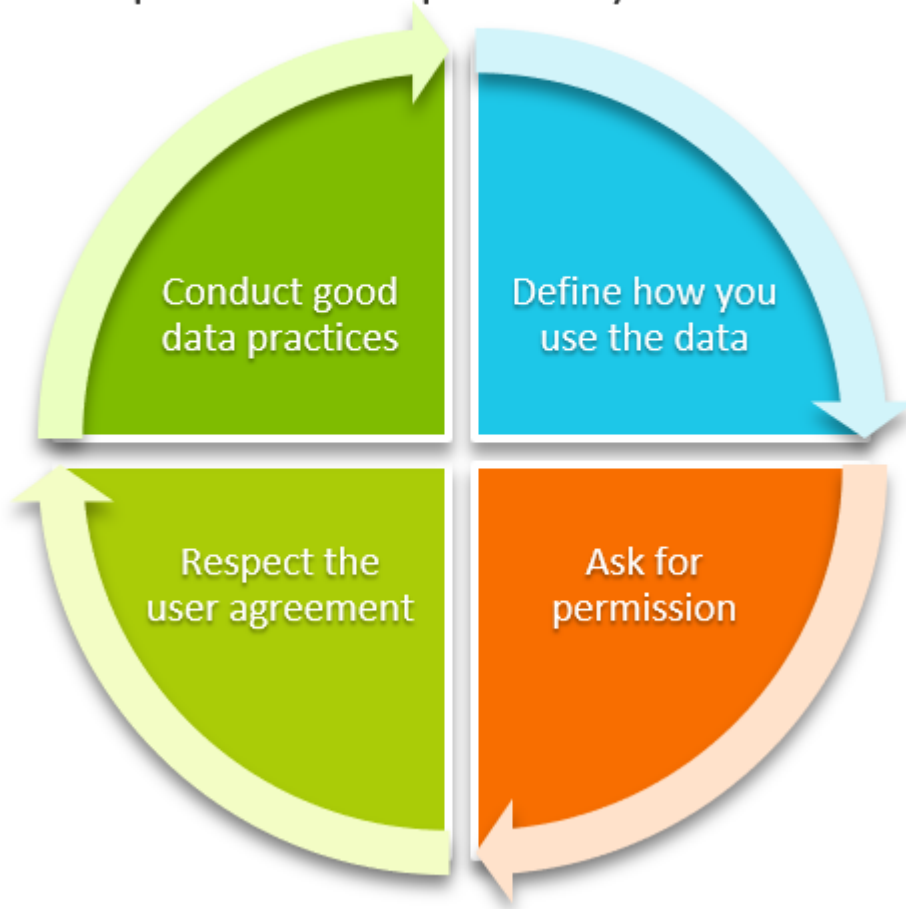 Conduct good
data practices
Define how you
use the data
Respect the
user agreement
Ask for
permission